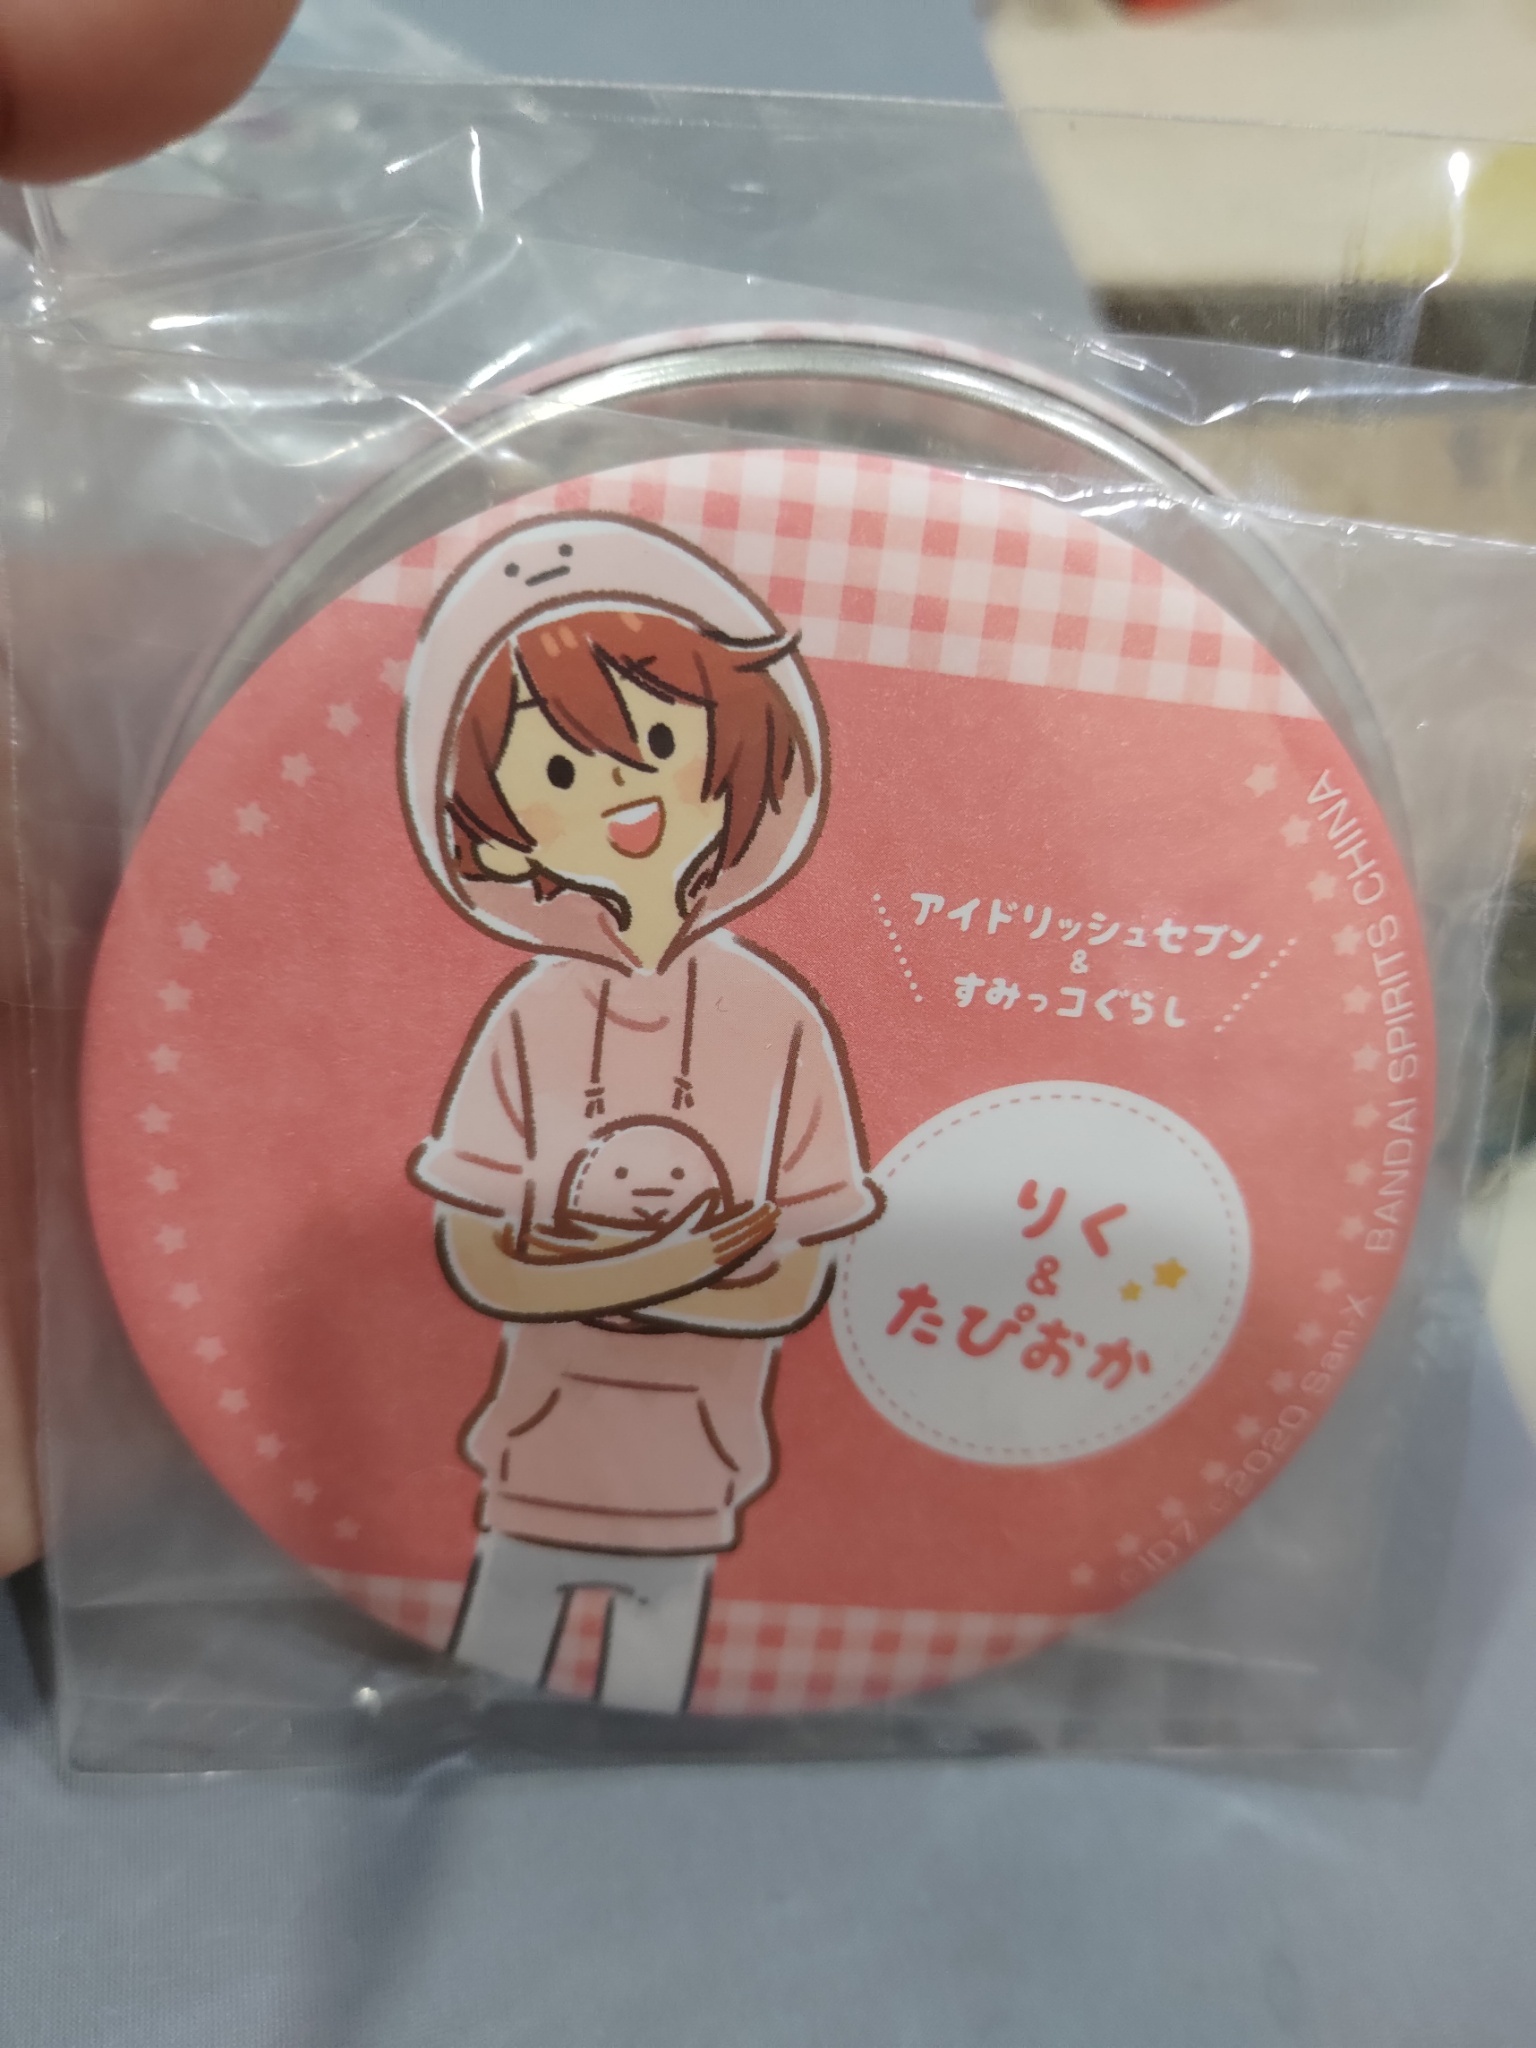 アイドリッシュセブン
&
すみっコぐらし
りく
&
たぴおか
©ID7 ©2020 San-X BANDAI SPIRITS CHINA